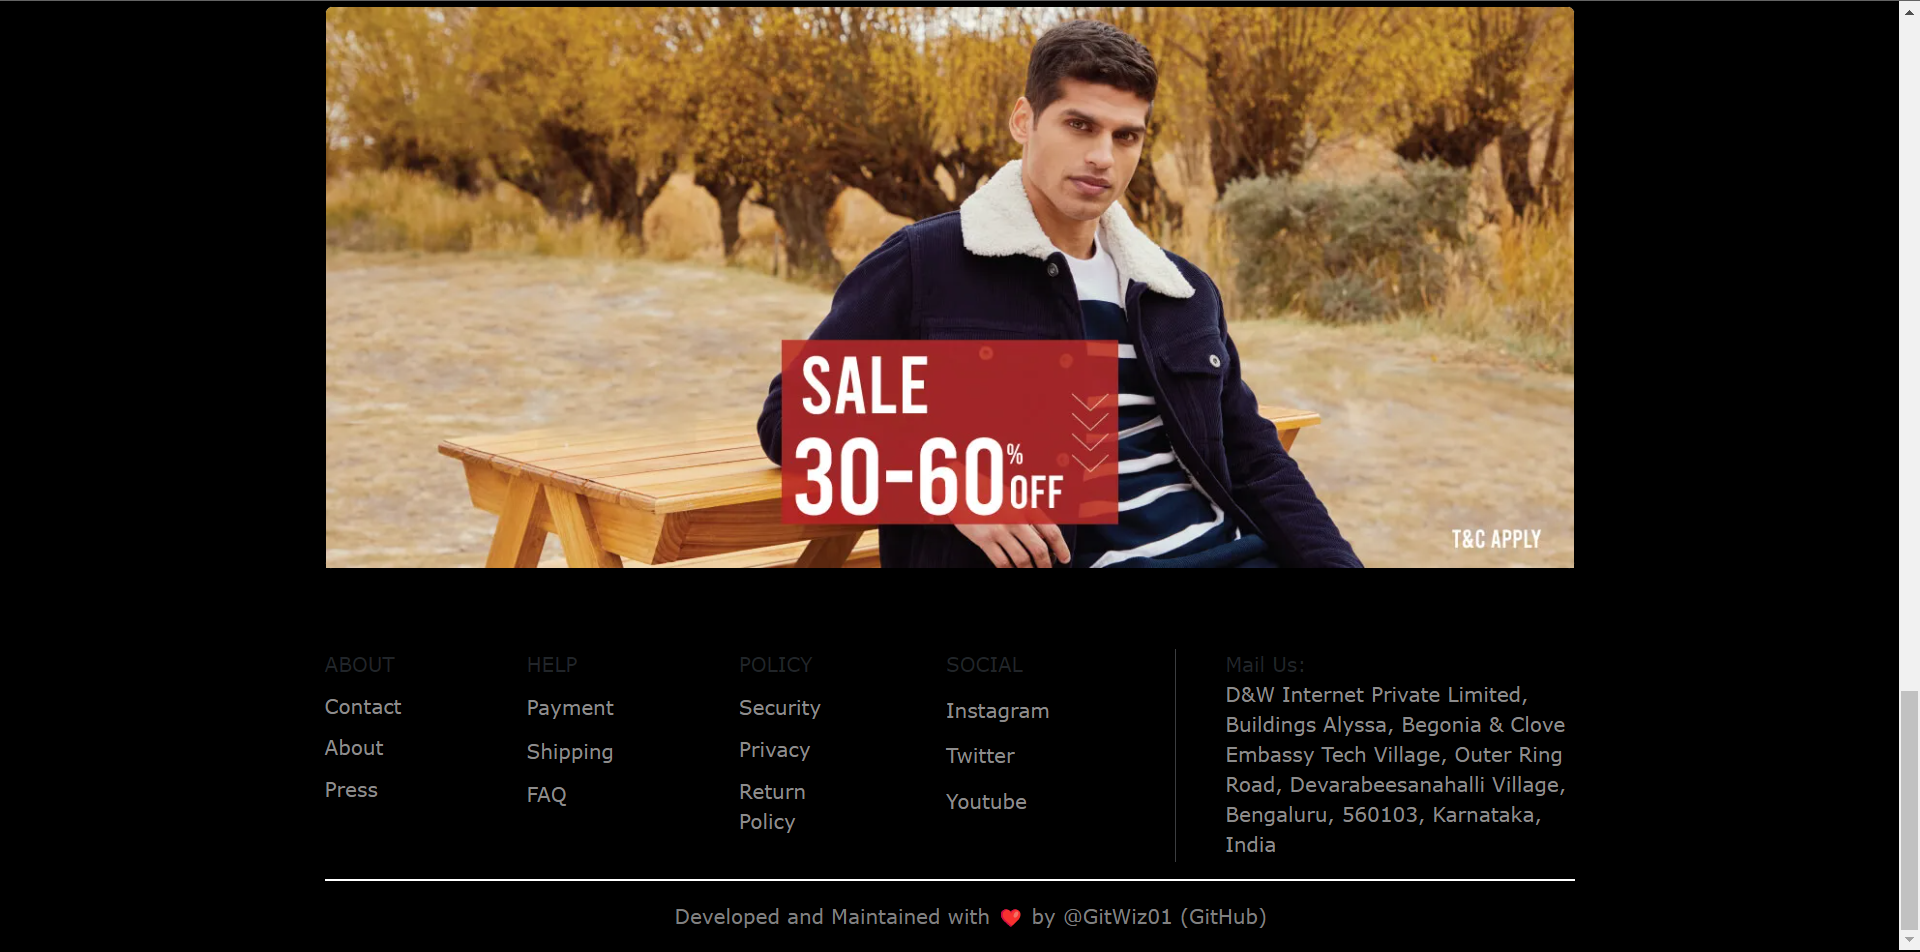 SALE
30-60% OFF
T&C APPLY
ABOUT
Contact
About
Press
HELP
Payment
Shipping
FAQ
POLICY
Security
Privacy
Return
Policy
SOCIAL
Instagram
Twitter
Youtube
Mail Us:
D&W Internet Private Limited,
Buildings Alyssa, Begonia & Clove
Embassy Tech Village, Outer Ring
Road, Devarabeesanahalli Village,
Bengaluru, 560103, Karnataka,
India
Developed and Maintained with ❤️ by @GitWiz01 (GitHub)